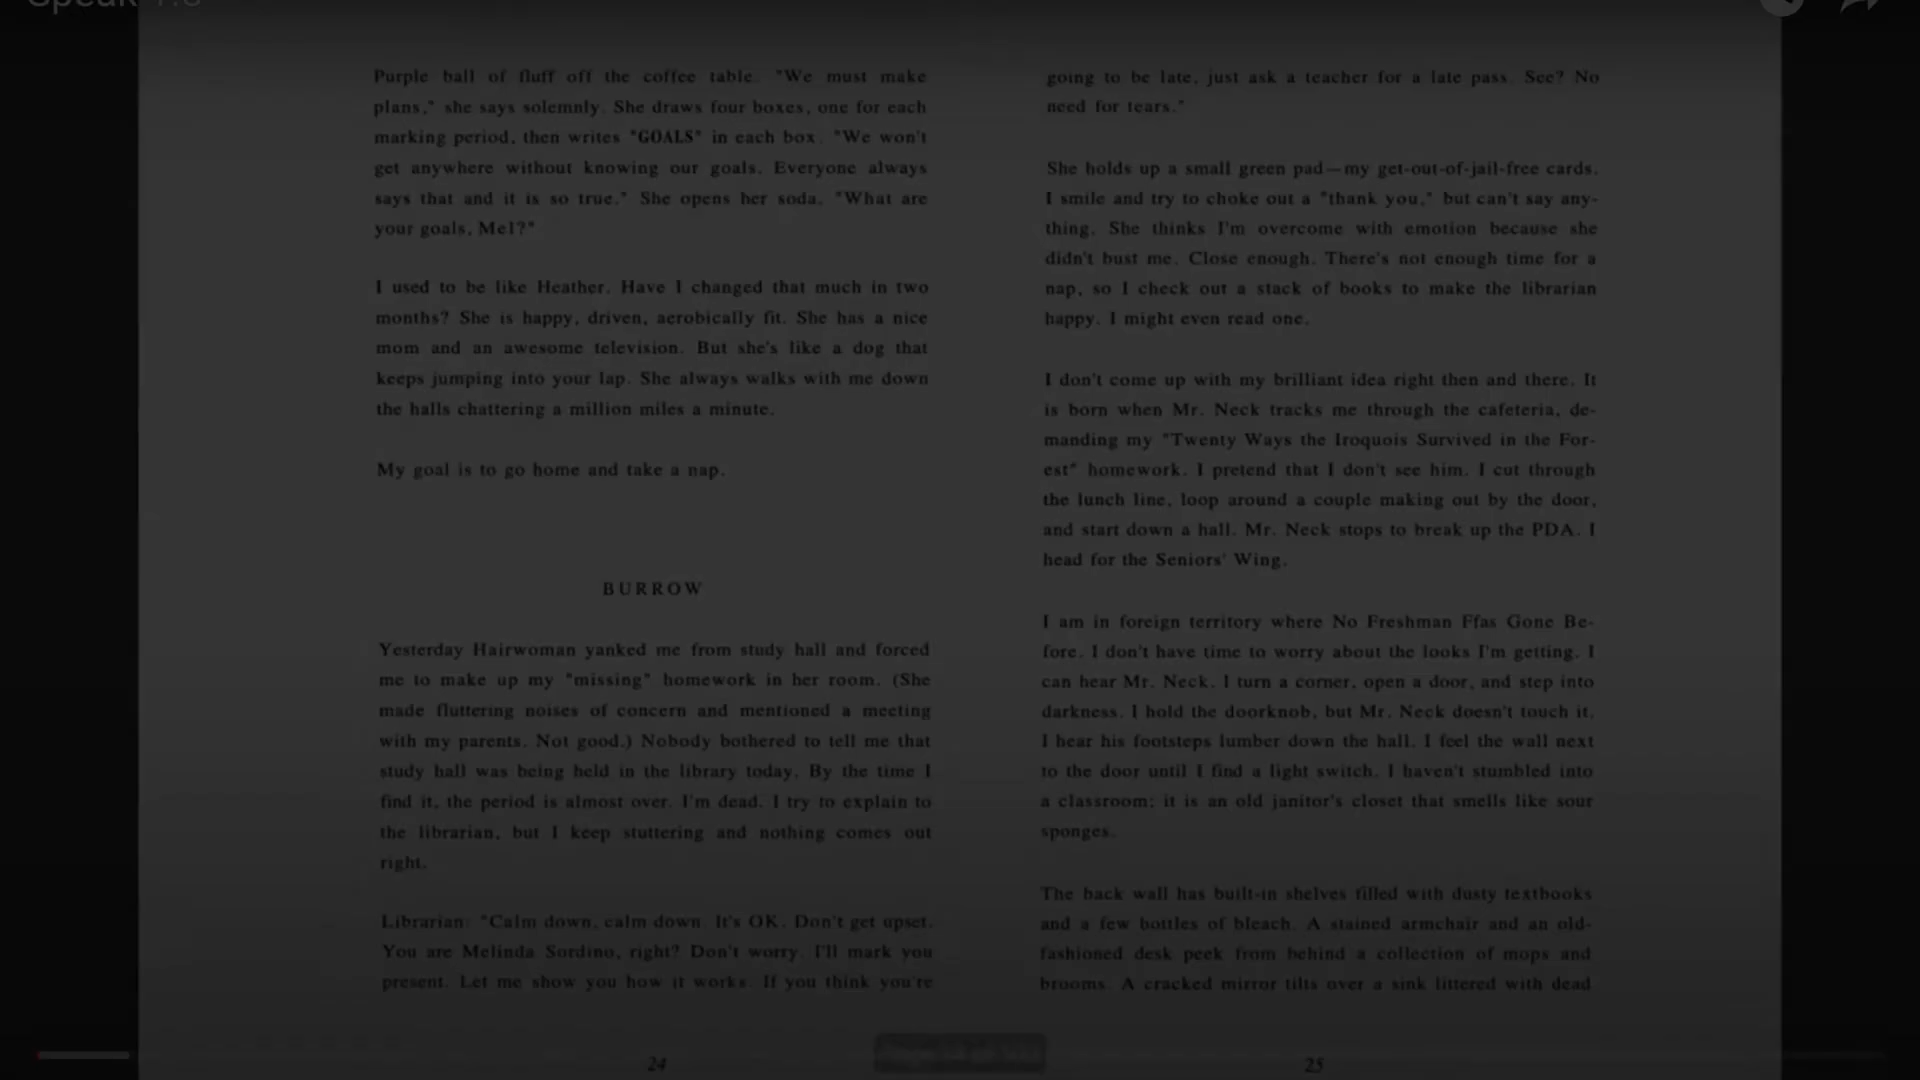 Speak 1.8
Purple ball of fluff off the coffee table. "We must make
plans," she says solemnly. She draws four boxes, one for each
marking period, then writes "GOALS" in each box. "We won't
get anywhere without knowing our goals. Everyone always
says that and it is so true." She opens her soda. "What are
your goals, Mel?"
I used to be like Heather. Have I changed that much in two
months? She is happy, driven, aerobically fit. She has a nice
mom and an awesome television. But she's like a dog that
keeps jumping into your lap. She always walks with me down
the halls chattering a million miles a minute.
My goal is to go home and take a nap.
BURROW
Yesterday Hairwoman yanked me from study hall and forced
me to make up my "missing" homework in her room. (She
made fluttering noises of concern and mentioned a meeting
with my parents. Not good.) Nobody bothered to tell me that
study hall was being held in the library today. By the time I
find it, the period is almost over. I'm dead. I try to explain to
the librarian, but I keep stuttering and nothing comes out
right.
Librarian: "Calm down, calm down. It's OK. Don't get upset.
You are Melinda Sordino, right? Don't worry. I'll mark you
present. Let me show you how it works. If you think you're
24
going to be late, just ask a teacher for a late pass. See? No
need for tears."
She holds up a small green pad—my get-out-of-jail-free cards.
I smile and try to choke out a "thank you," but can't say any-
thing. She thinks I'm overcome with emotion because she
didn't bust me. Close enough. There's not enough time for a
nap, so I check out a stack of books to make the librarian
happy. I might even read one.
I don't come up with my brilliant idea right then and there. It
is born when Mr. Neck tracks me through the cafeteria, de-
manding my "Twenty Ways the Iroquois Survived in the For-
est" homework. I pretend that I don't see him. I cut through
the lunch line, loop around a couple making out by the door,
and start down a hall. Mr. Neck stops to break up the PDA. I
head for the Seniors' Wing.
I am in foreign territory where No Freshman Ffas Gone Be-
fore. I don't have time to worry about the looks I'm getting. I
can hear Mr. Neck. I turn a corner, open a door, and step into
darkness. I hold the doorknob, but Mr. Neck doesn't touch it.
I hear his footsteps lumber down the hall. I feel the wall next
to the door until I find a light switch. I haven't stumbled into
a classroom; it is an old janitor's closet that smells like sour
sponges.
The back wall has built-in shelves filled with dusty textbooks
and a few bottles of bleach. A stained armchair and an old-
fashioned desk peek from behind a collection of mops and
brooms. A cracked mirror tilts over a sink littered with dead
25